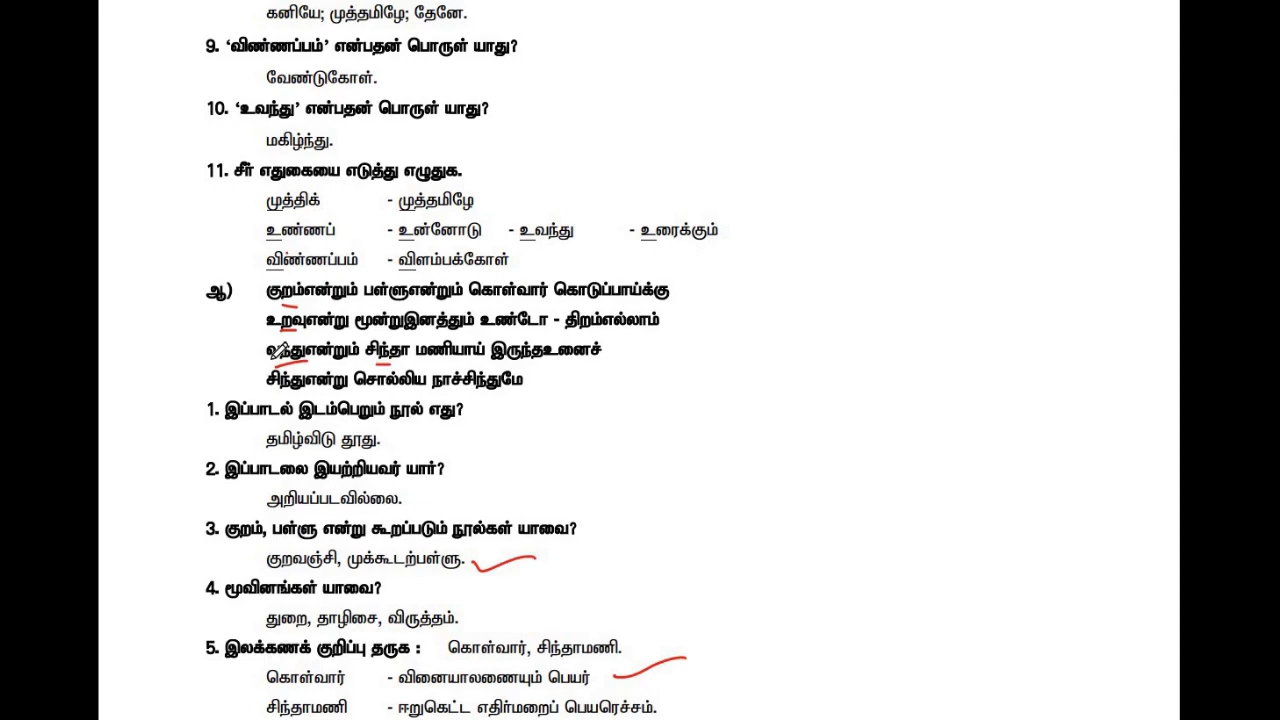 கனியே; முத்தமிழே; தேனே.
9. ‘விண்ணப்பம்’ என்பதன் பொருள் யாது?
வேண்டுகோள்.
10. ‘உவந்து’ என்பதன் பொருள் யாது?
மகிழ்ந்து.
11. சீர் எதுகையை எடுத்து எழுதுக.
முத்திக் - முத்தமிழே
உண்ணப் - உன்னோடு - உவந்து - உரைக்கும்
விண்ணப்பம் - விளம்பக்கோள்
ஆ) குறம்என்றும் பள்ளுஎன்றும் கொள்வார் கொடுப்பாய்க்கு
உறவுஎன்று மூன்றுஇனத்தும் உண்டோ - திறம்எல்லாம்
வந்துஎன்றும் சிந்தா மணியாய் இருந்தஉனைச்
சிந்துஎன்று சொல்லிய நாச்சிந்துமே
1. இப்பாடல் இடம்பெறும் நூல் எது?
தமிழ்விடு தூது.
2. இப்பாடலை இயற்றியவர் யார்?
அறியப்படவில்லை.
3. குறம், பள்ளு என்று கூறப்படும் நூல்கள் யாவை?
குறவஞ்சி, முக்கூடற்பள்ளு.
4. மூவினங்கள் யாவை?
துறை, தாழிசை, விருத்தம்.
5. இலக்கணக் குறிப்பு தருக : கொள்வார், சிந்தாமணி.
கொள்வார் - வினையாலணையும் பெயர்
சிந்தாமணி - ஈறுகெட்ட எதிர்மறைப் பெயரெச்சம்.